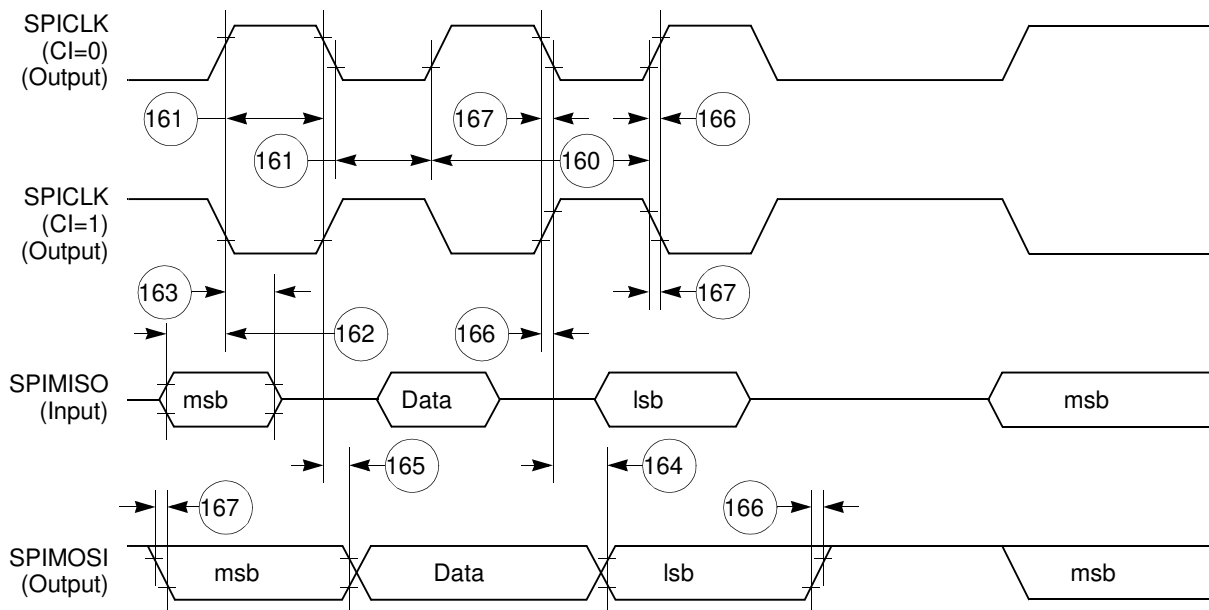 SPICLK
(CI=0)
(Output)
161
167
166
161
160
SPICLK
(CI=1)
(Output)
163
167
162
166
SPIMISO
(Input)
msb
Data
lsb
msb
165
164
167
166
SPIMOSI
(Output)
msb
Data
lsb
msb